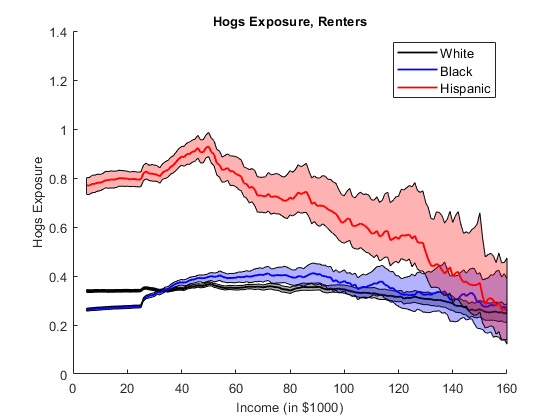 Hogs Exposure, Renters
1.4
1.2
1
0.8
0.6
0.4
0.2
0
Hogs Exposure
White
Black
Hispanic
0 20 40 60 80 100 120 140 160
Income (in $1000)